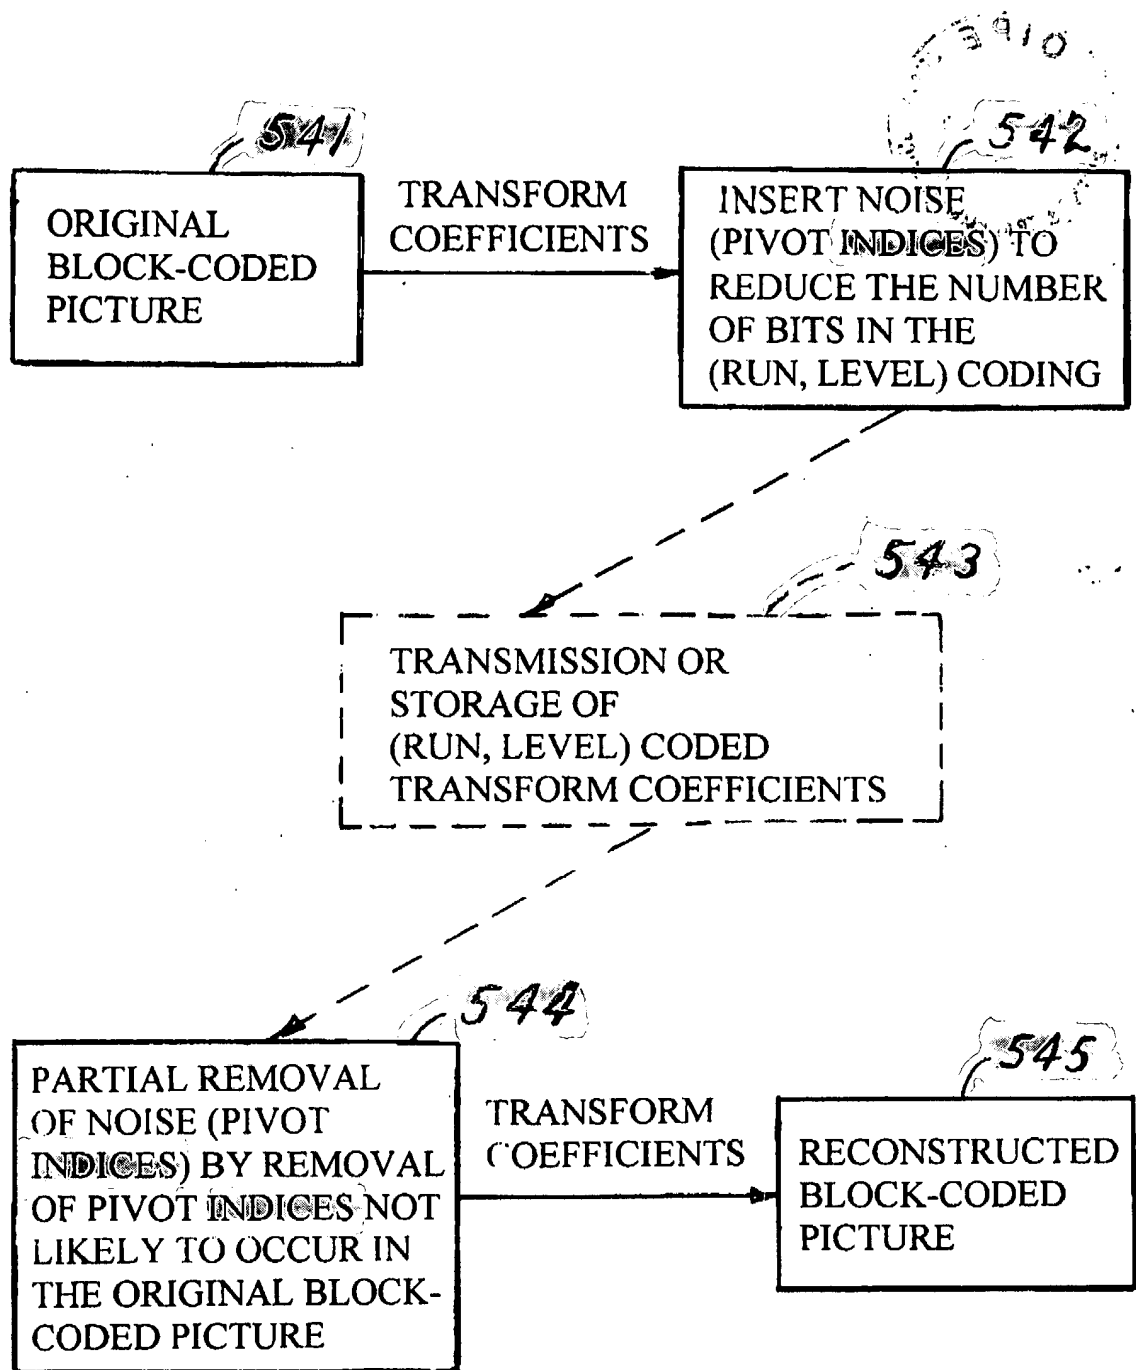 3910
541
542
ORIGINAL
BLOCK-CODED
PICTURE
TRANSFORM
COEFFICIENTS
INSERT NOISE
(PIVOT INDICES) TO
REDUCE THE NUMBER
OF BITS IN THE
(RUN, LEVEL) CODING
543
TRANSMISSION OR
STORAGE OF
(RUN, LEVEL) CODED
TRANSFORM COEFFICIENTS
544
PARTIAL REMOVAL
OF NOISE (PIVOT
INDICES) BY REMOVAL
OF PIVOT INDICES NOT
LIKELY TO OCCUR IN
THE ORIGINAL BLOCK-
CODED PICTURE
TRANSFORM
COEFFICIENTS
545
RECONSTRUCTED
BLOCK-CODED
PICTURE